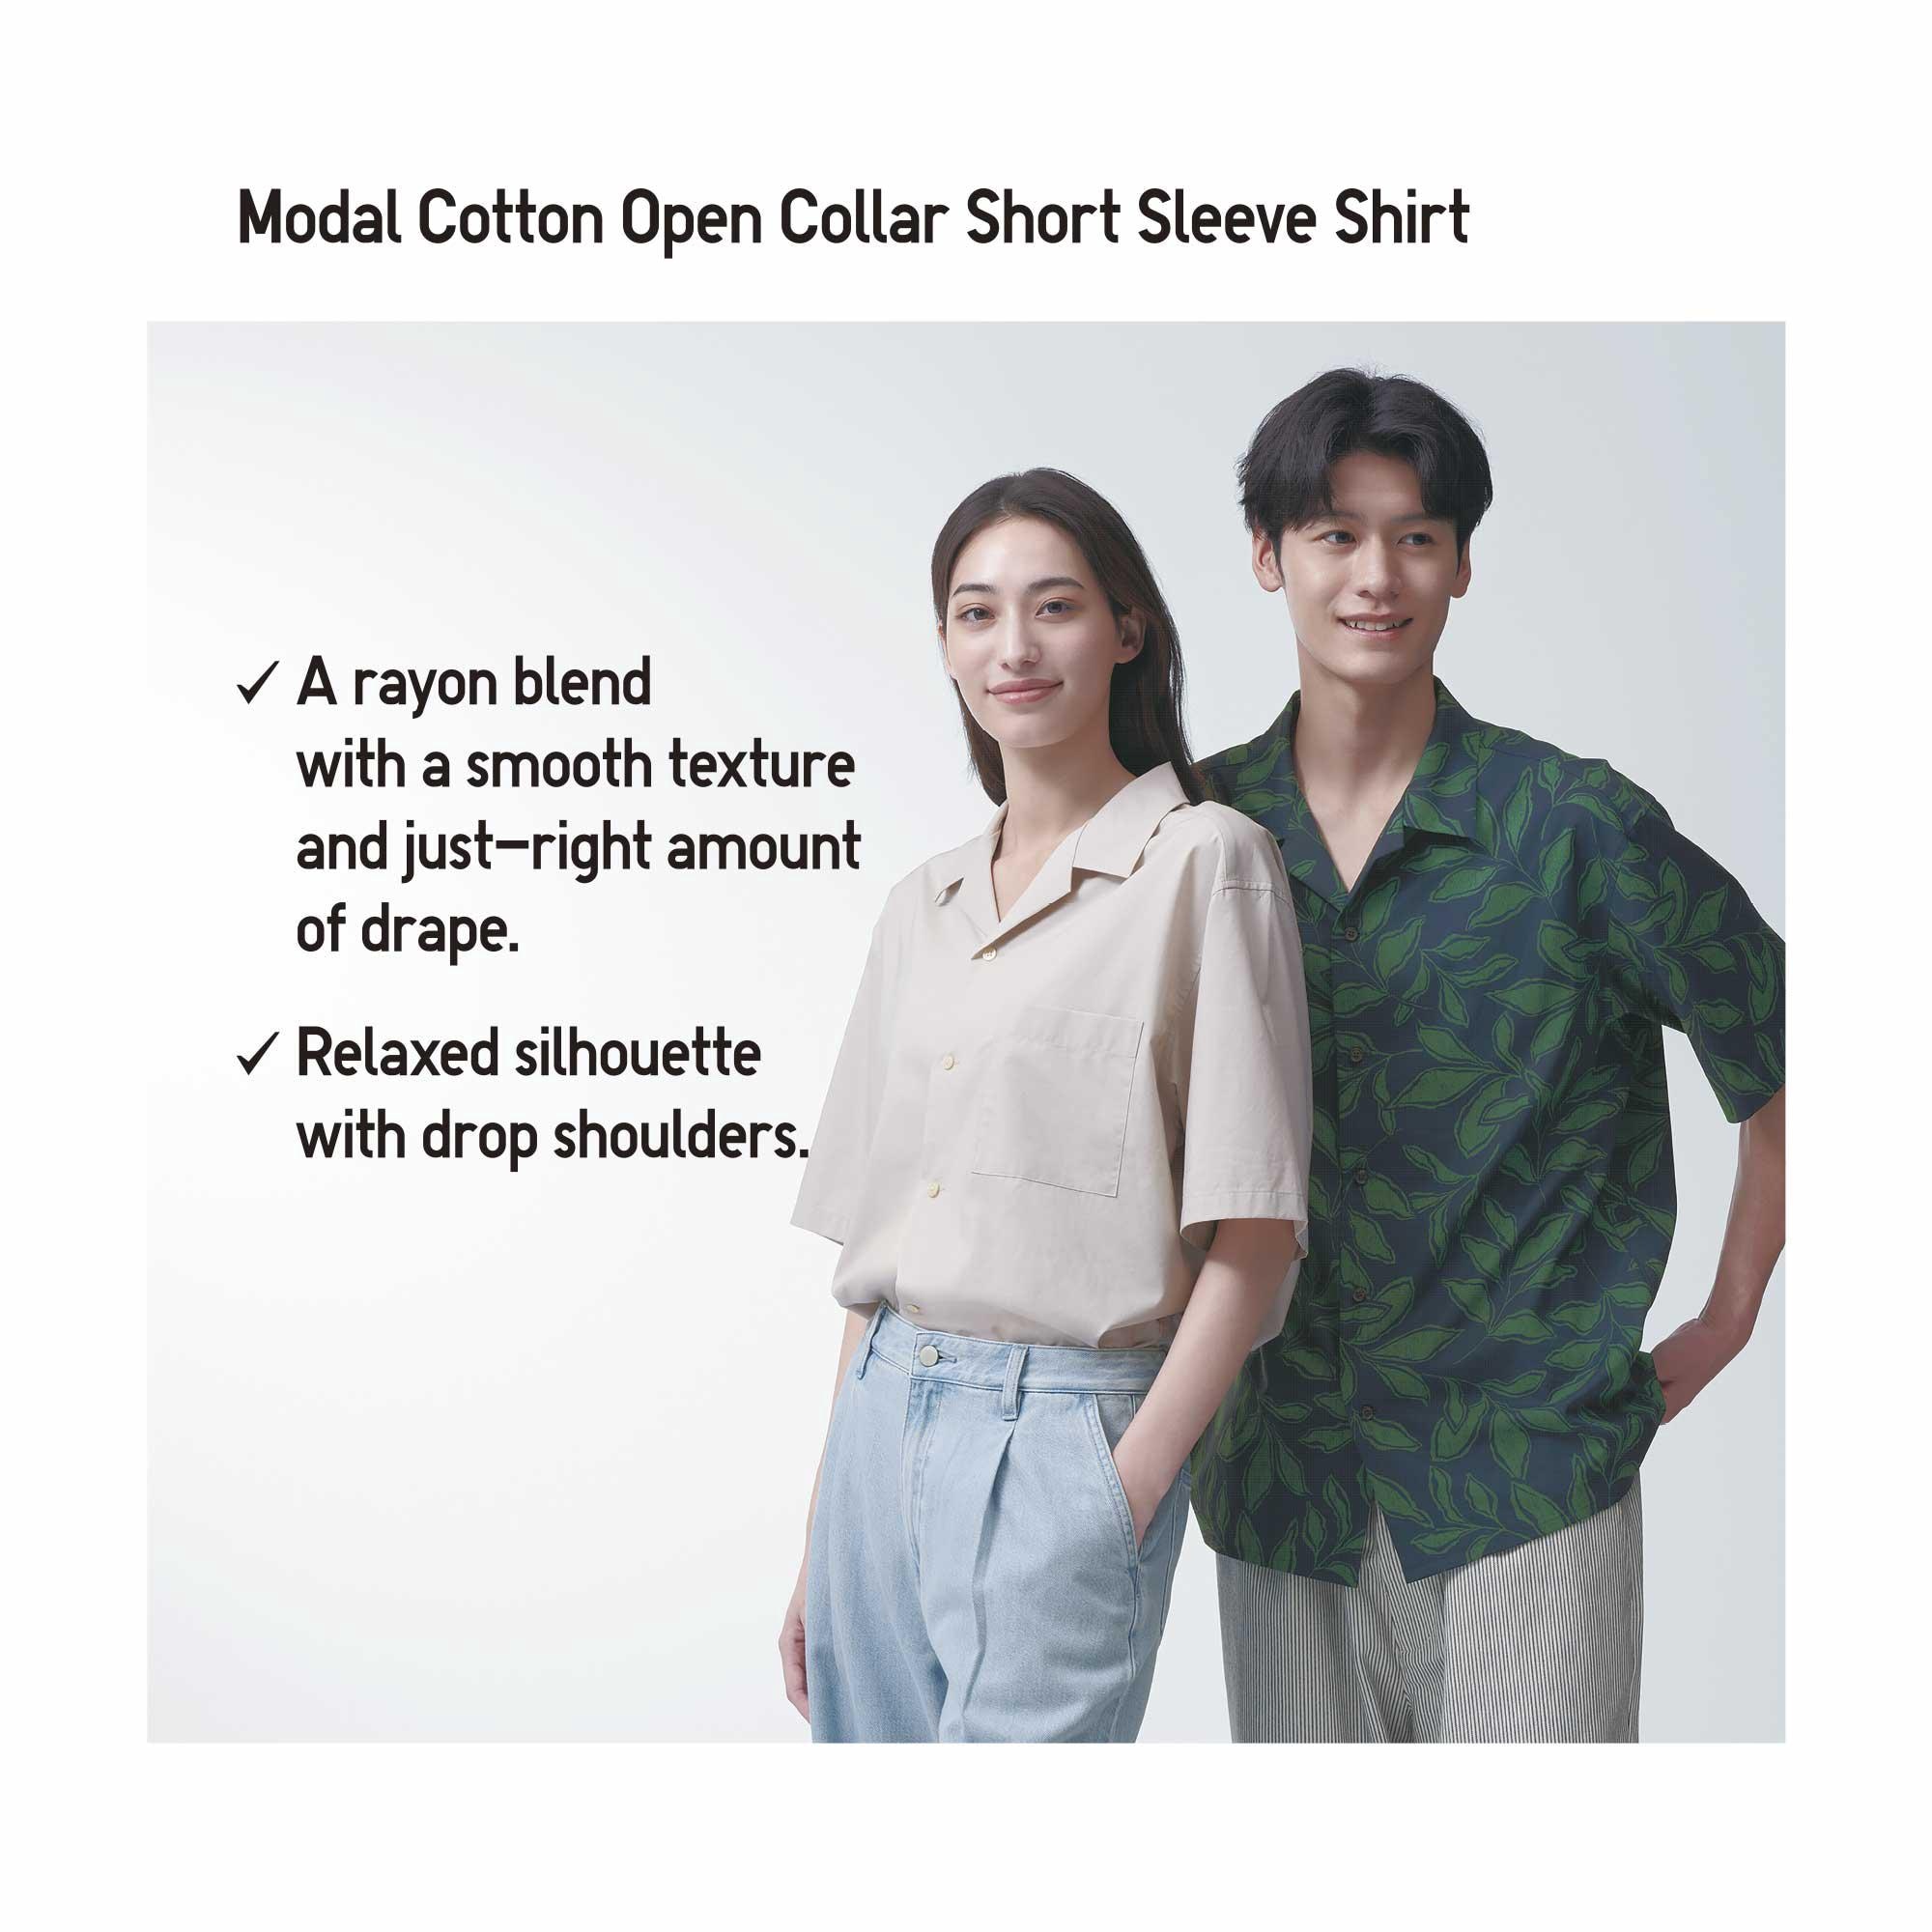 Modal Cotton Open Collar Short Sleeve Shirt
✓ A rayon blend
with a smooth texture
and just–right amount
of drape.
✓ Relaxed silhouette
with drop shoulders.